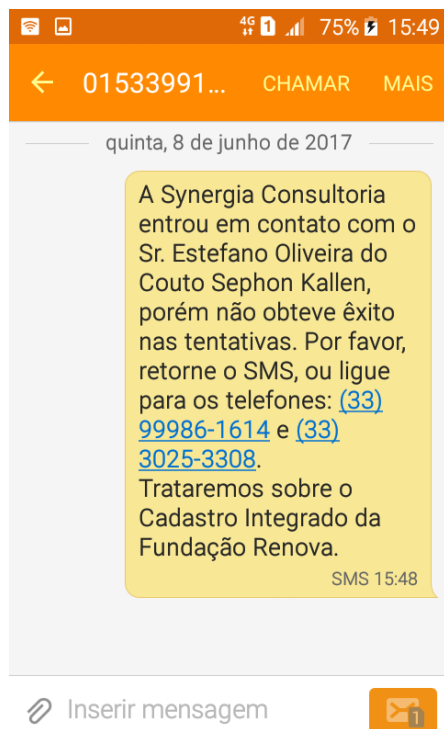 4G 1 75% 15:49
01533991... CHAMAR MAIS
quinta, 8 de junho de 2017
A Synergia Consultoria
entrou em contato com o
Sr. Estefano Oliveira do
Couto Sephon Kallen,
porém não obteve êxito
nas tentativas. Por favor,
retorne o SMS, ou ligue
para os telefones: (33)
99986-1614 e (33)
3025-3308.
Trataremos sobre o
Cadastro Integrado da
Fundação Renova.
SMS 15:48
Inserir mensagem
1